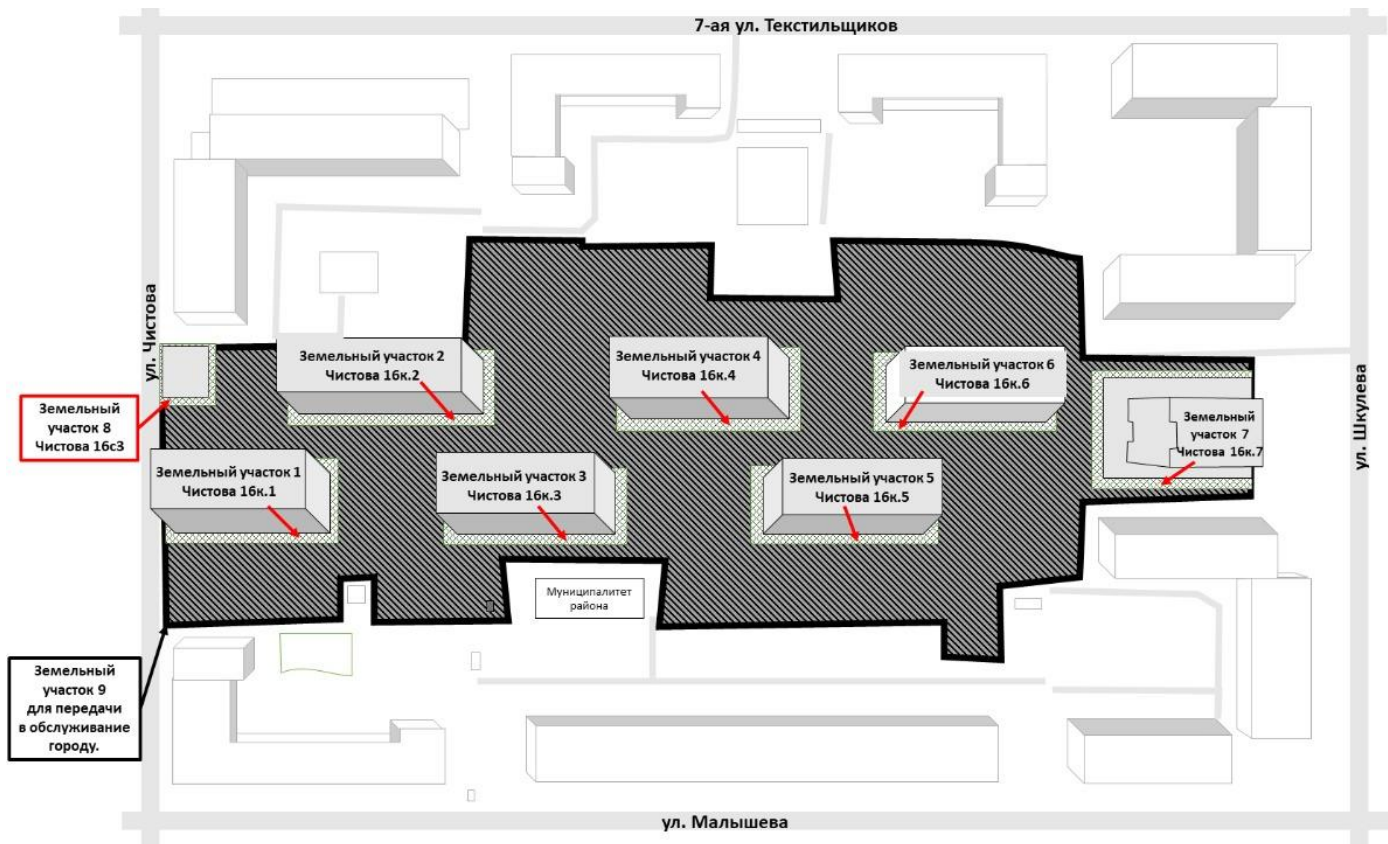 7-ая ул. Текстильщиков
ул. Чистова
ул. Шкулева
Земельный участок 2
Чистова 16к.2
Земельный участок 4
Чистова 16к.4
Земельный участок 6
Чистова 16к.6
Земельный
участок 8
Чистова 16с3
Земельный
участок 7
Чистова 16к.7
Земельный участок 1
Чистова 16к.1
Земельный участок 3
Чистова 16к.3
Земельный участок 5
Чистова 16к.5
Муниципалитет
района
Земельный
участок 9
для передачи
в обслуживание
городу.
ул. Малышева